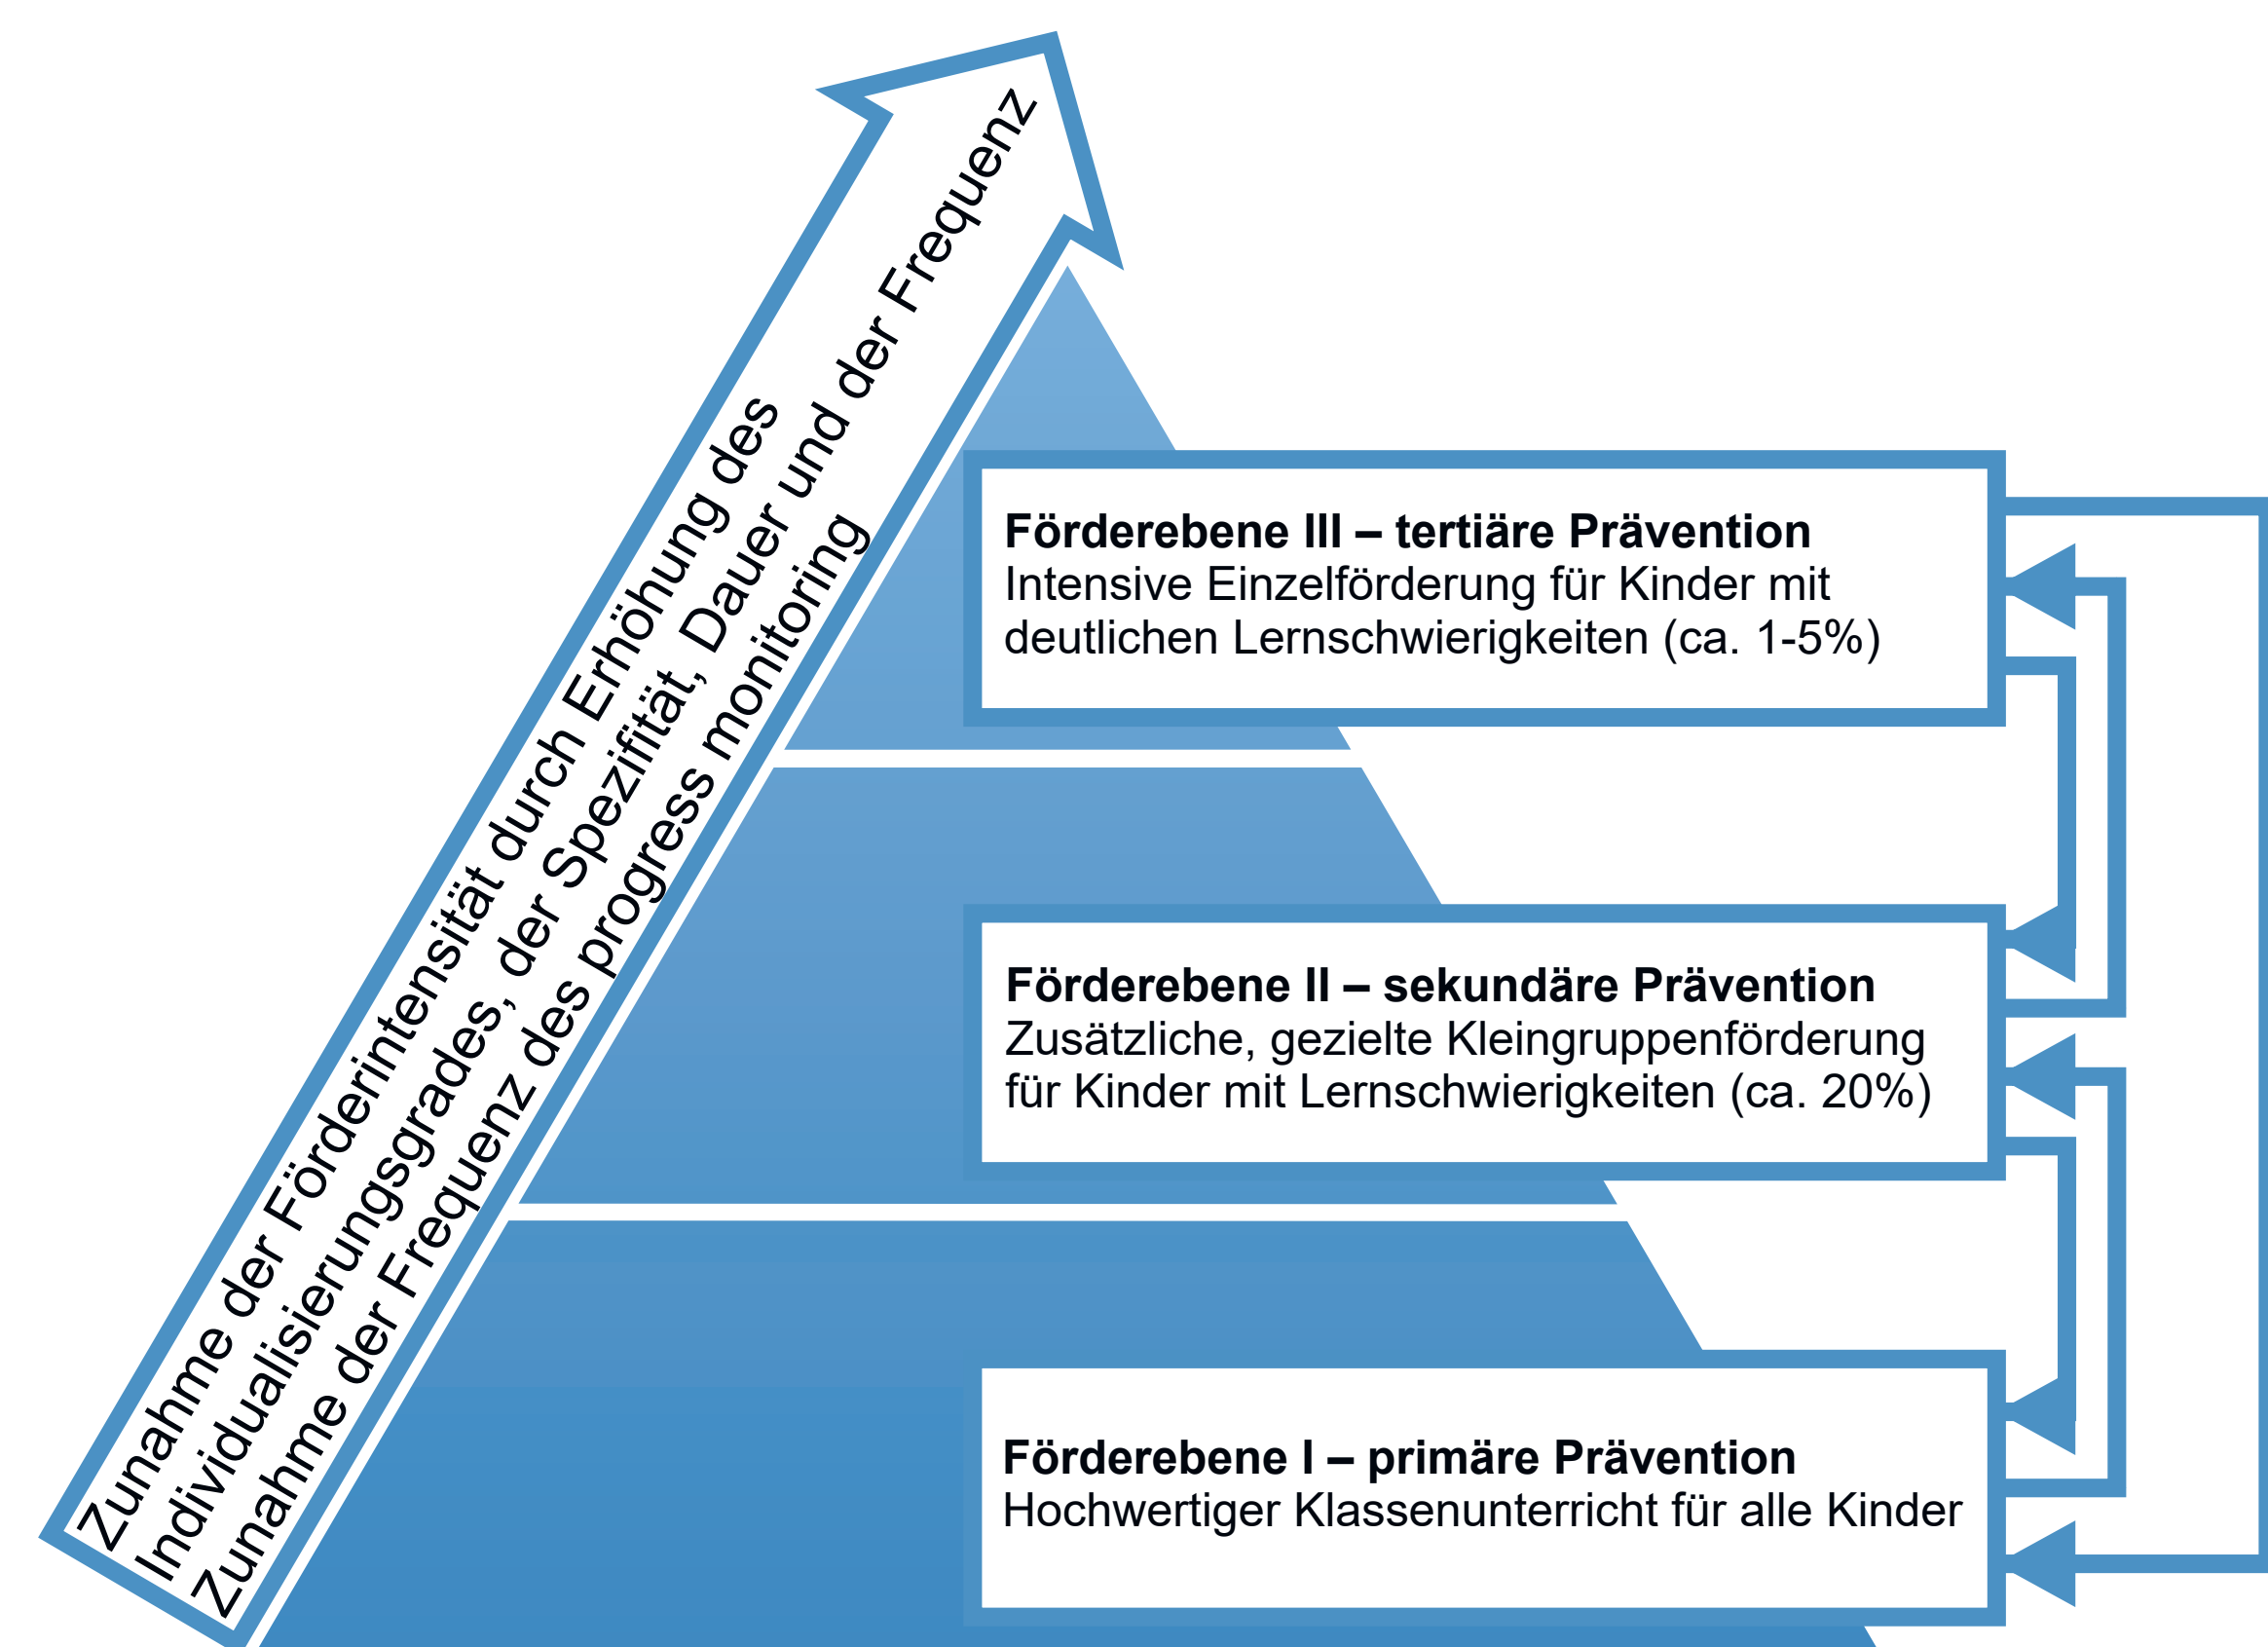 Zunahme der Förderintensität durch Erhöhung des
Individualisierungsgrades, der Spezifität, Dauer und der Frequenz
Zunahme der Frequenz des progress monitoring
Förderebene III – tertiäre Prävention
Intensive Einzelförderung für Kinder mit
deutlichen Lernschwierigkeiten (ca. 1-5%)
Förderebene II – sekundäre Prävention
Zusätzliche, gezielte Kleingruppenförderung
für Kinder mit Lernschwierigkeiten (ca. 20%)
Förderebene I – primäre Prävention
Hochwertiger Klassenunterricht für alle Kinder